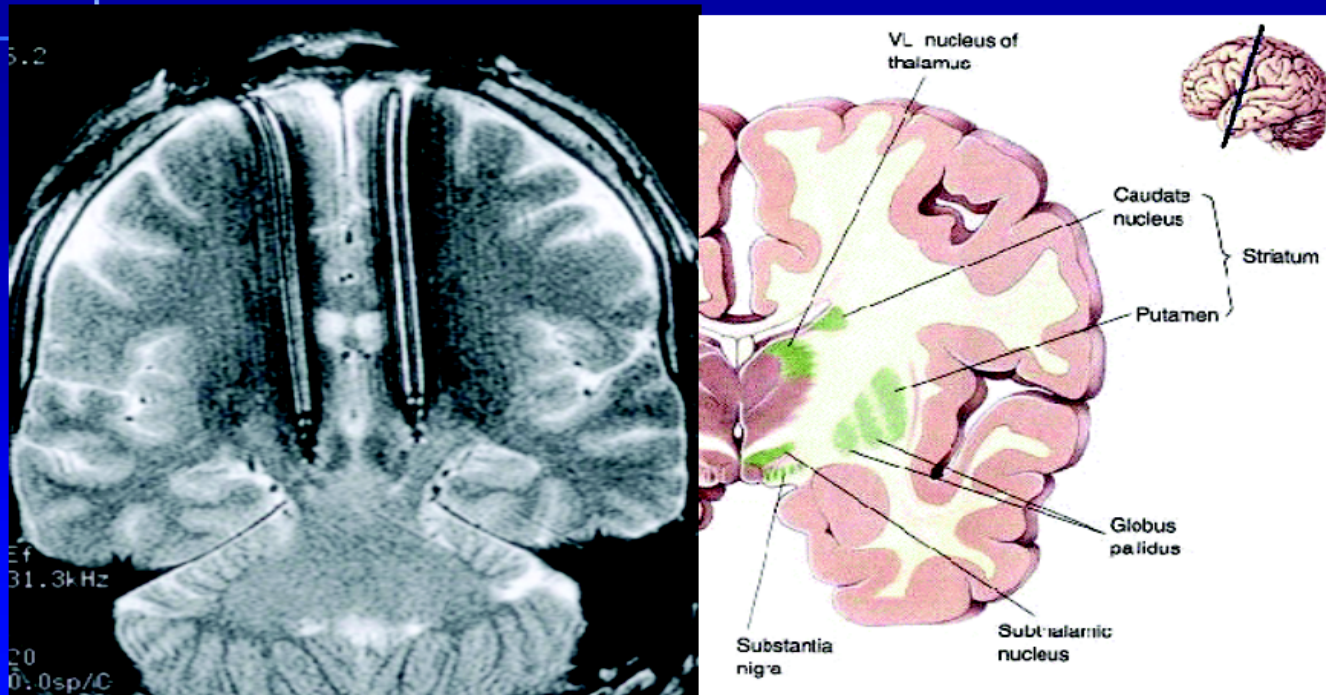 5.2
VL nucleus of
thalamus
Caudate
nucleus
Striatum
Putamen
Globus
pallidus
Subthalamic
nucleus
Substantia
nigra
Ef
31.3kHz
20
0.0sp/C